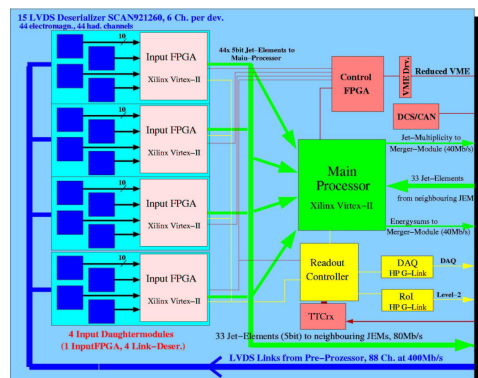 15 LVDS Deserializer SCAN921260, 6 Ch. per dev.
44 electromagn., 44 had. channels
10
Input FPGA
Xilinx Virtex-II
10
Input FPGA
Xilinx Virtex-II
10
Input FPGA
Xilinx Virtex-II
10
Input FPGA
Xilinx Virtex-II
4 Input Daughtermodules
(1 InputFPGA, 4 Link-Deser.)
44x 5bit Jet-Elements to
Main-Processor
Control
FPGA
VME Drv.
Reduced VME
DCS/CAN
Jet-Multiplicity to
Merger-Module (40Mb/s)
Main
Processor
Xilinx Virtex-II
33 Jet-Elements
from neighbouring JEM
Energysums to
Merger-Module (40Mb/s)
Readout
Controller
DAQ
HP G-Link
DAQ
RoI
HP G-Link
Level-2
TTCrx
33 Jet-Elements (5bit) to neighbouring JEMs, 80Mb/s
LVDS Links from Pre-Prozessor, 88 Ch. at 400Mb/s